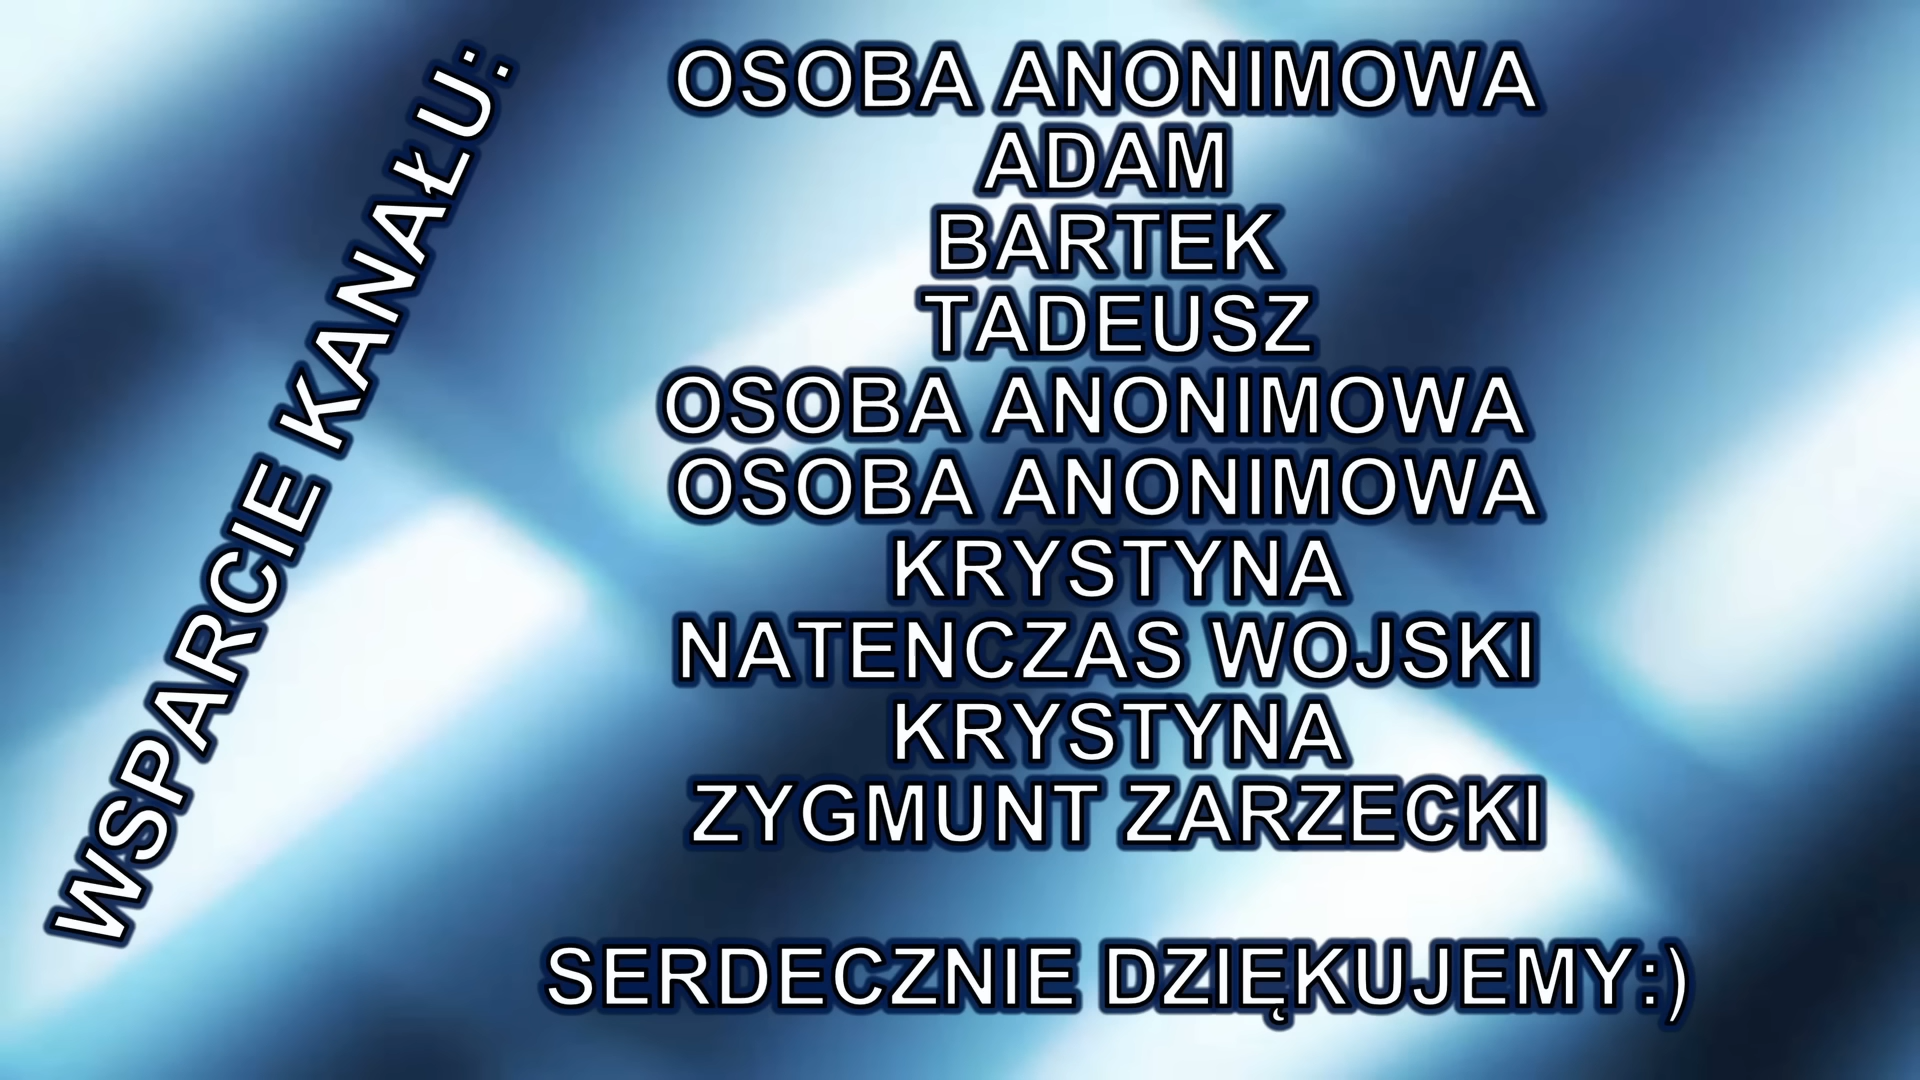 WSPARCIE KANAŁU:
OSOBA ANONIMOWA
ADAM
BARTEK
TADEUSZ
OSOBA ANONIMOWA
OSOBA ANONIMOWA
KRYSTYNA
NATENCZAS WOJSKI
KRYSTYNA
ZYGMUNT ZARZECKI
SERDECZNIE DZIĘKUJEMY:)